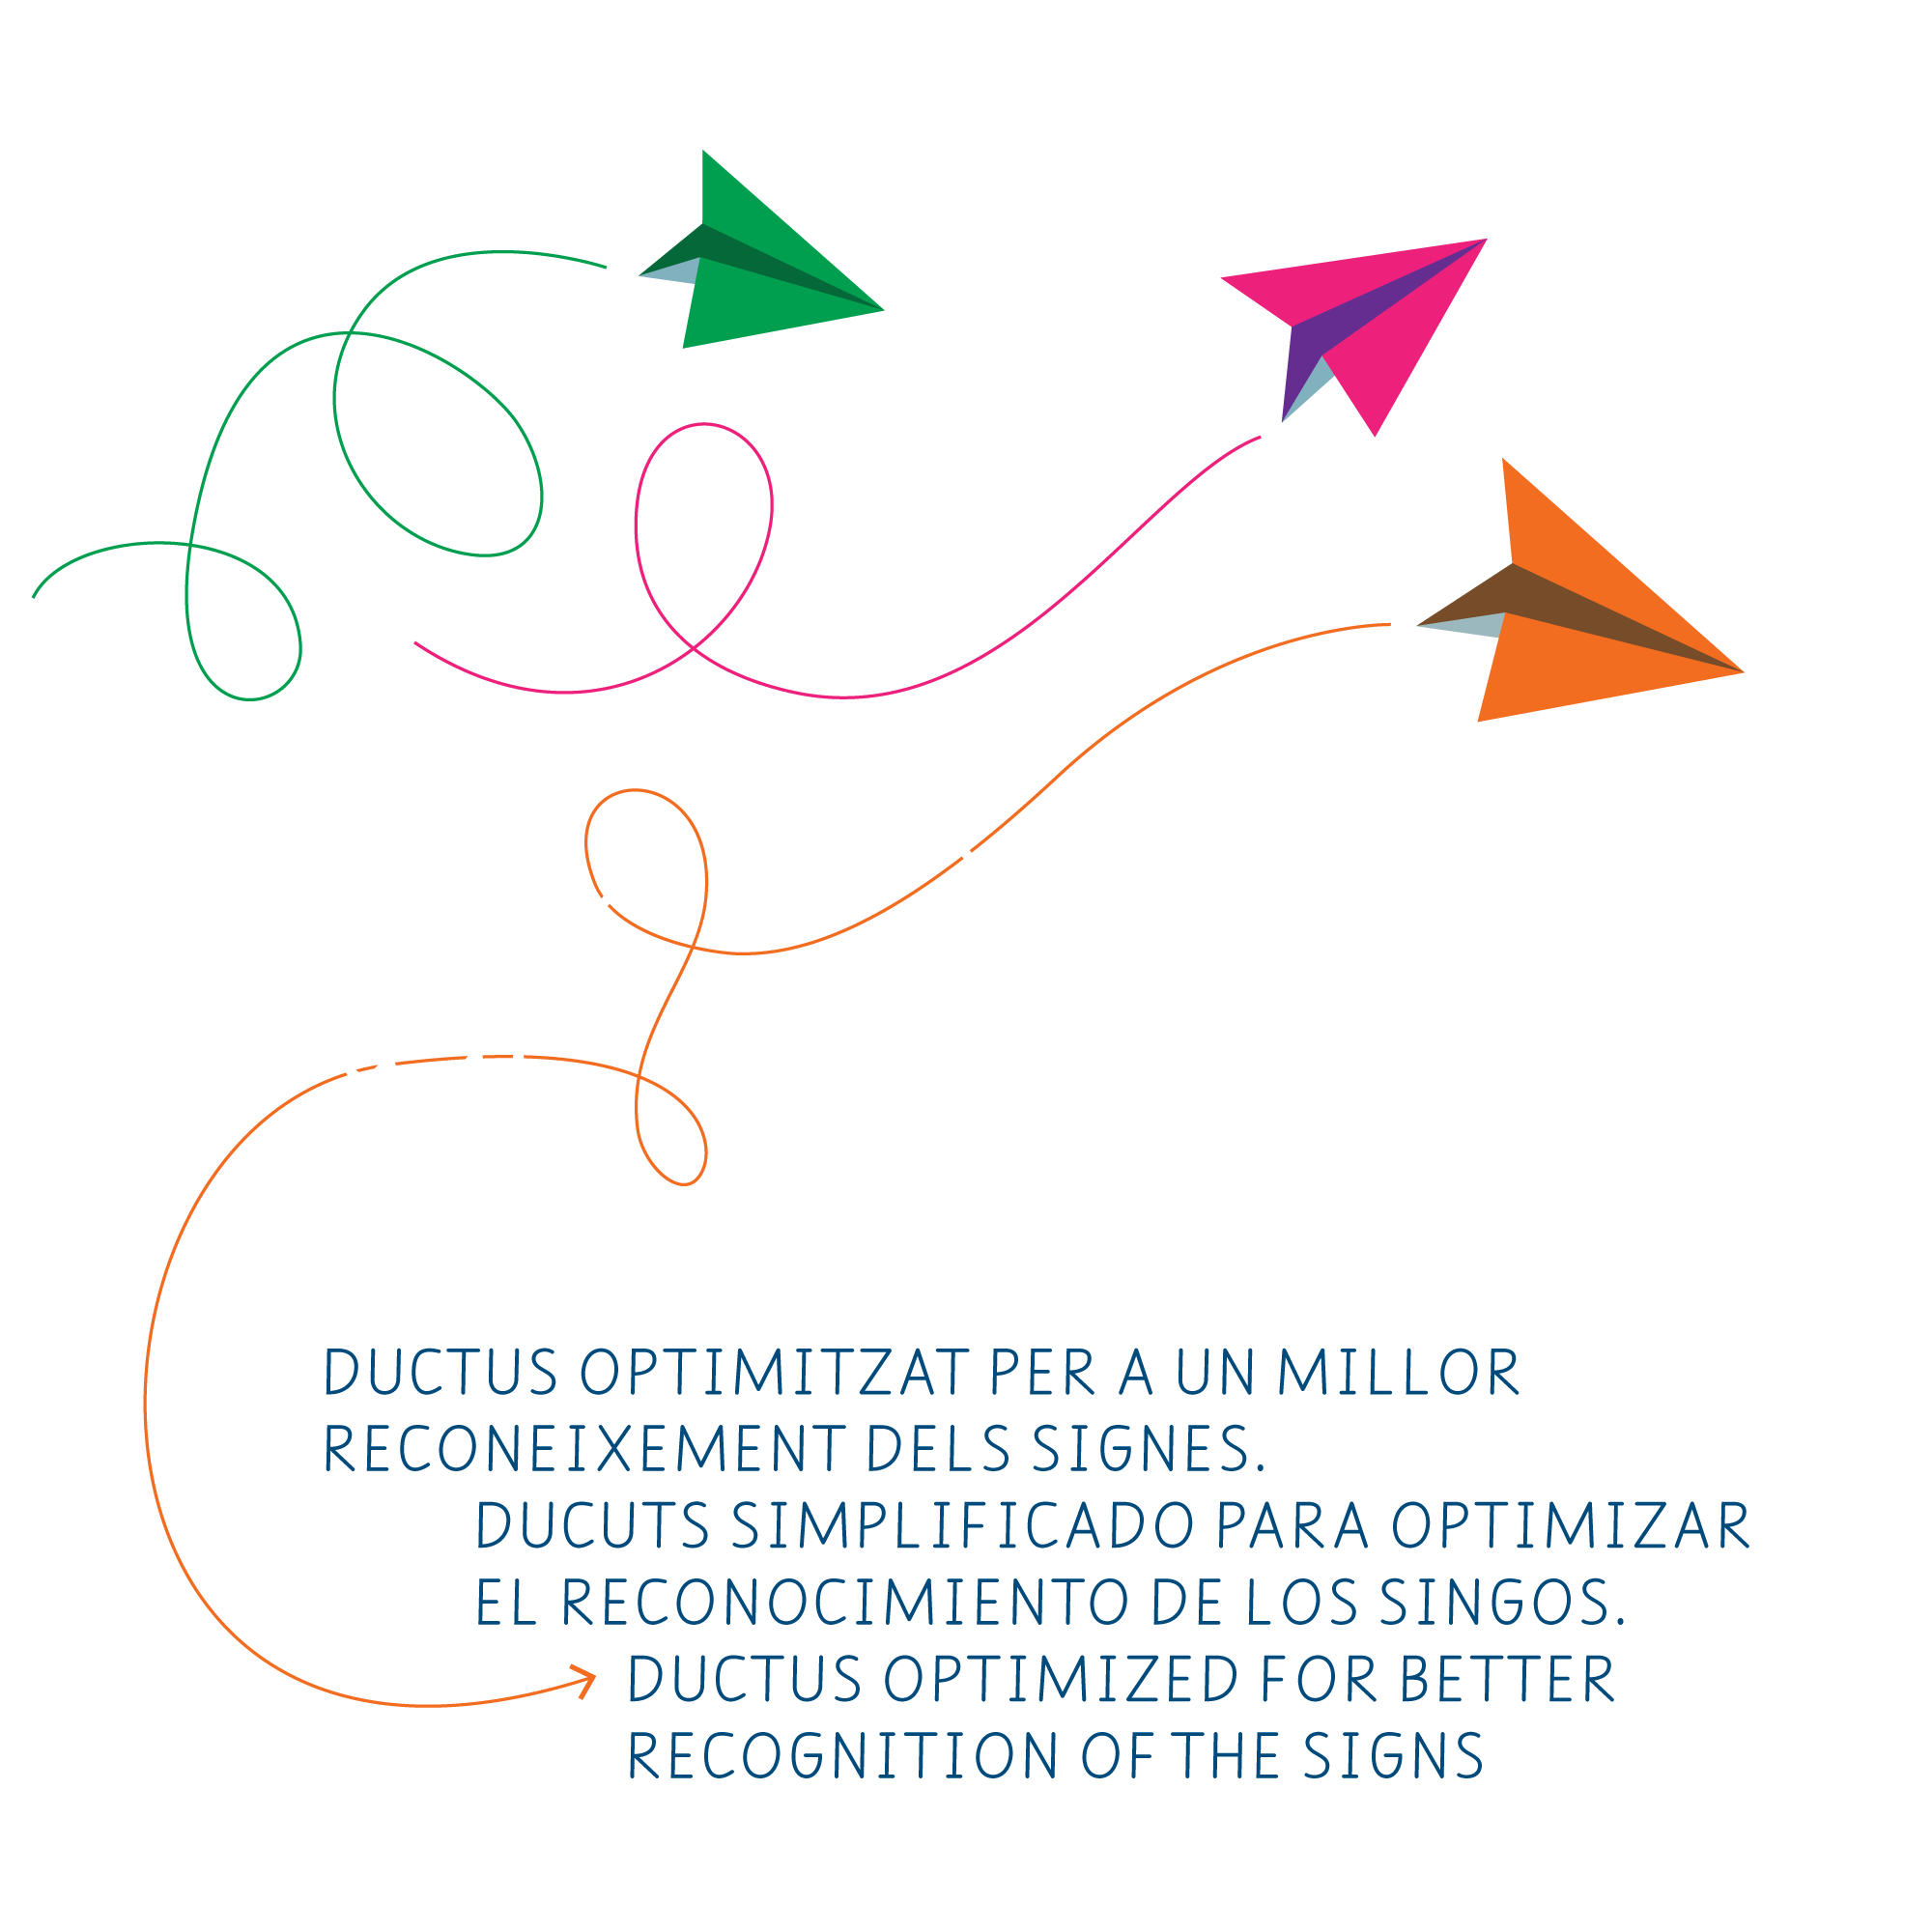 DUCTUS OPTIMITZAT PER A UN MILLOR
RECONEIXEMENT DELS SIGNES.
DUCUTS SIMPLIFICADO PARA OPTIMIZAR
EL RECONOCIMIENTO DE LOS SINGOS.
DUCTUS OPTIMIZED FOR BETTER
RECOGNITION OF THE SIGNS